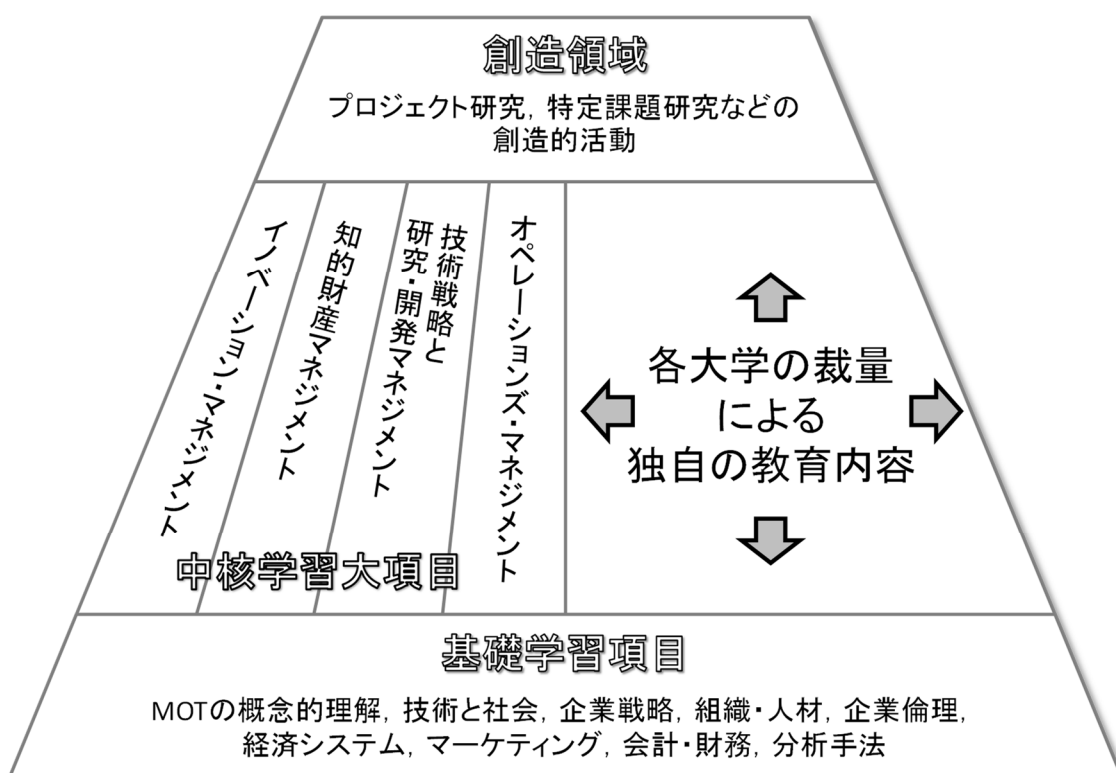 創造領域
プロジェクト研究，特定課題研究などの
創造的活動
イノベーション・マネジメント
知的財産マネジメント
技術戦略と
研究・開発マネジメント
オペレーションズ・マネジメント
中核学習大項目
各大学の裁量
による
独自の教育内容
基礎学習項目
MOTの概念的理解，技術と社会，企業戦略，組織・人材，企業倫理，
経済システム，マーケティング，会計・財務，分析手法